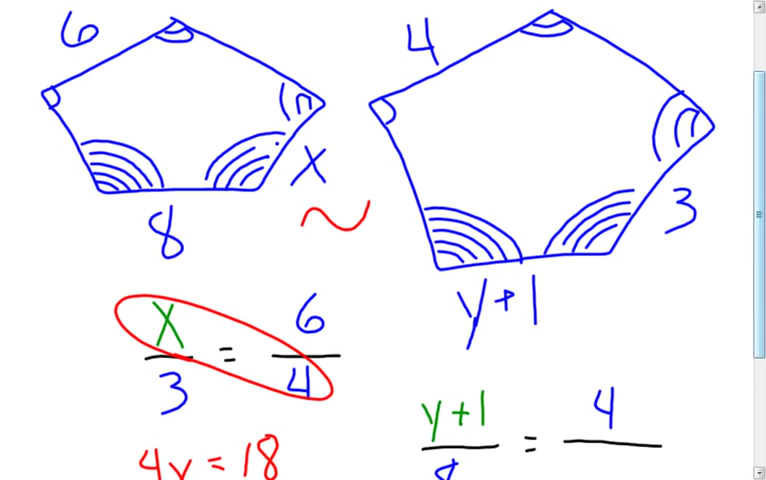 6
4
x
3
8
~
y+1
x/3 = 6/4
y+1/8 = 4/
4x = 18